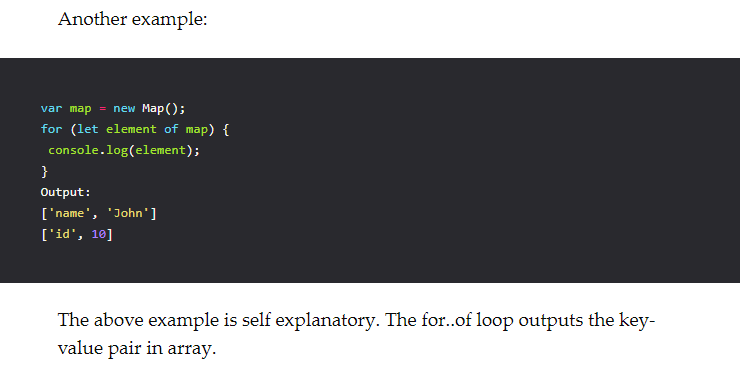 Another example:
var map = new Map();
for (let element of map) {
 console.log(element);
}
Output:
['name', 'John']
['id', 10]
The above example is self explanatory. The for..of loop outputs the key-
value pair in array.